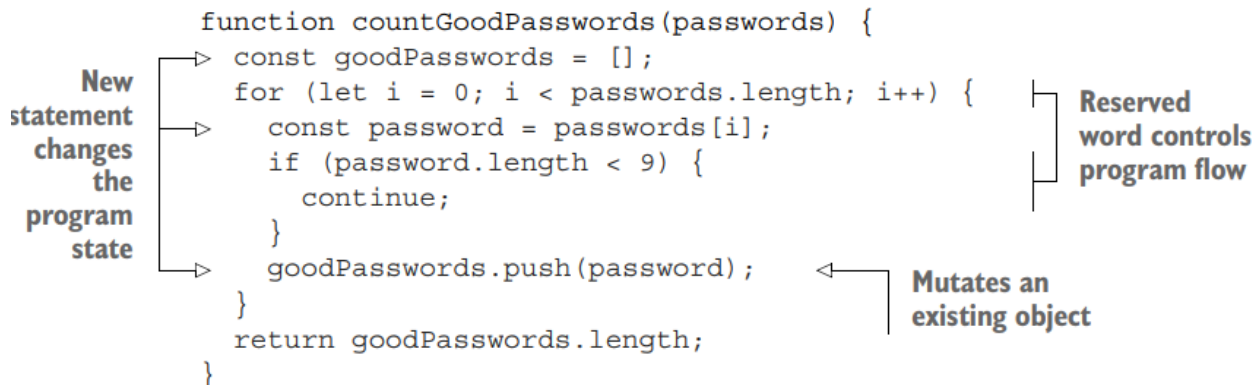 function countGoodPasswords(passwords) {
const goodPasswords = [];
for (let i = 0; i < passwords.length; i++) {
const password = passwords[i];
if (password.length < 9) {
continue;
}
goodPasswords.push(password);
}
return goodPasswords.length;
}
New
statement
changes
the
program
state
Reserved
word controls
program flow
Mutates an
existing object